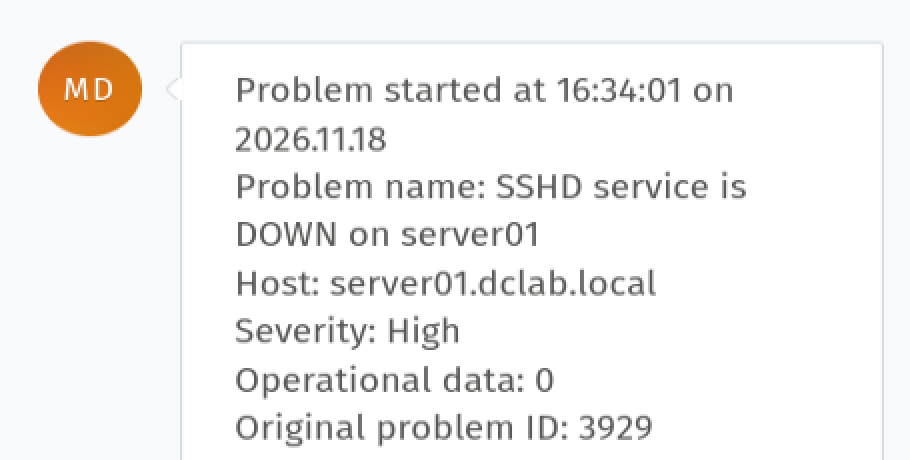 MD
Problem started at 16:34:01 on
2026.11.18
Problem name: SSHD service is
DOWN on server01
Host: server01.dclab.local
Severity: High
Operational data: 0
Original problem ID: 3929